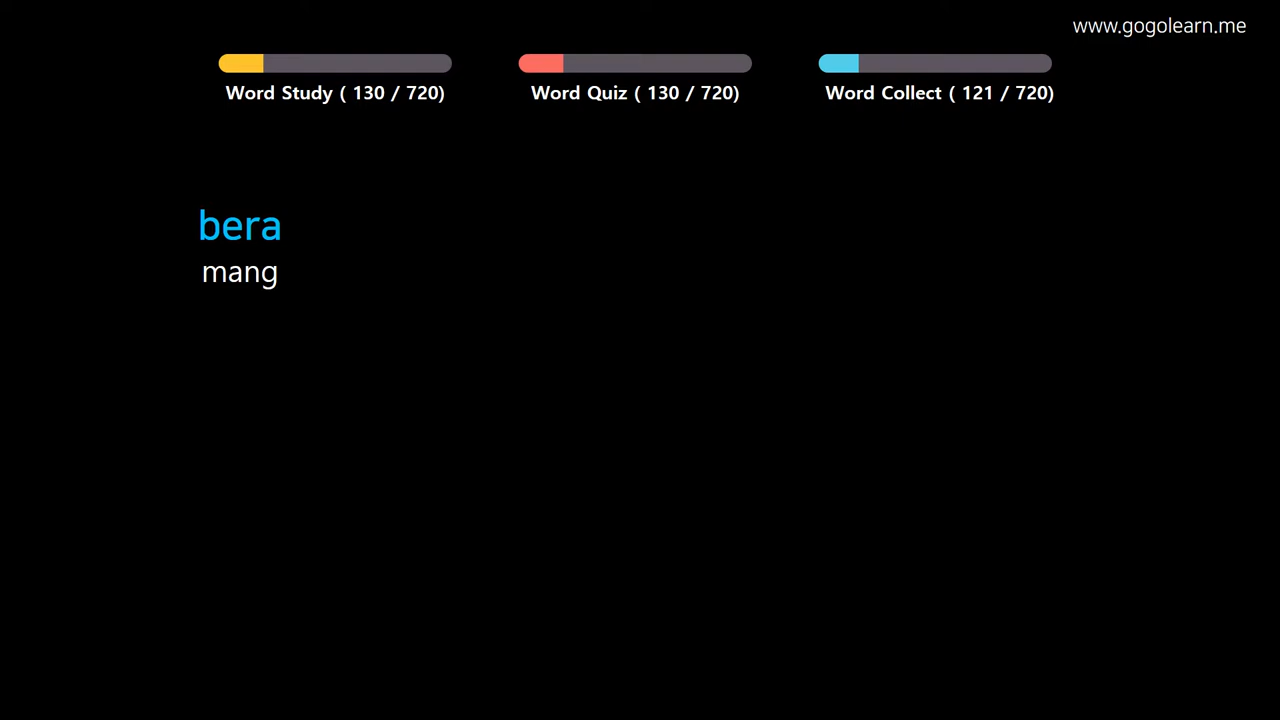 www.gogolearn.me
Word Study ( 130 / 720)
Word Quiz ( 130 / 720)
Word Collect ( 121 / 720)
bera
mang